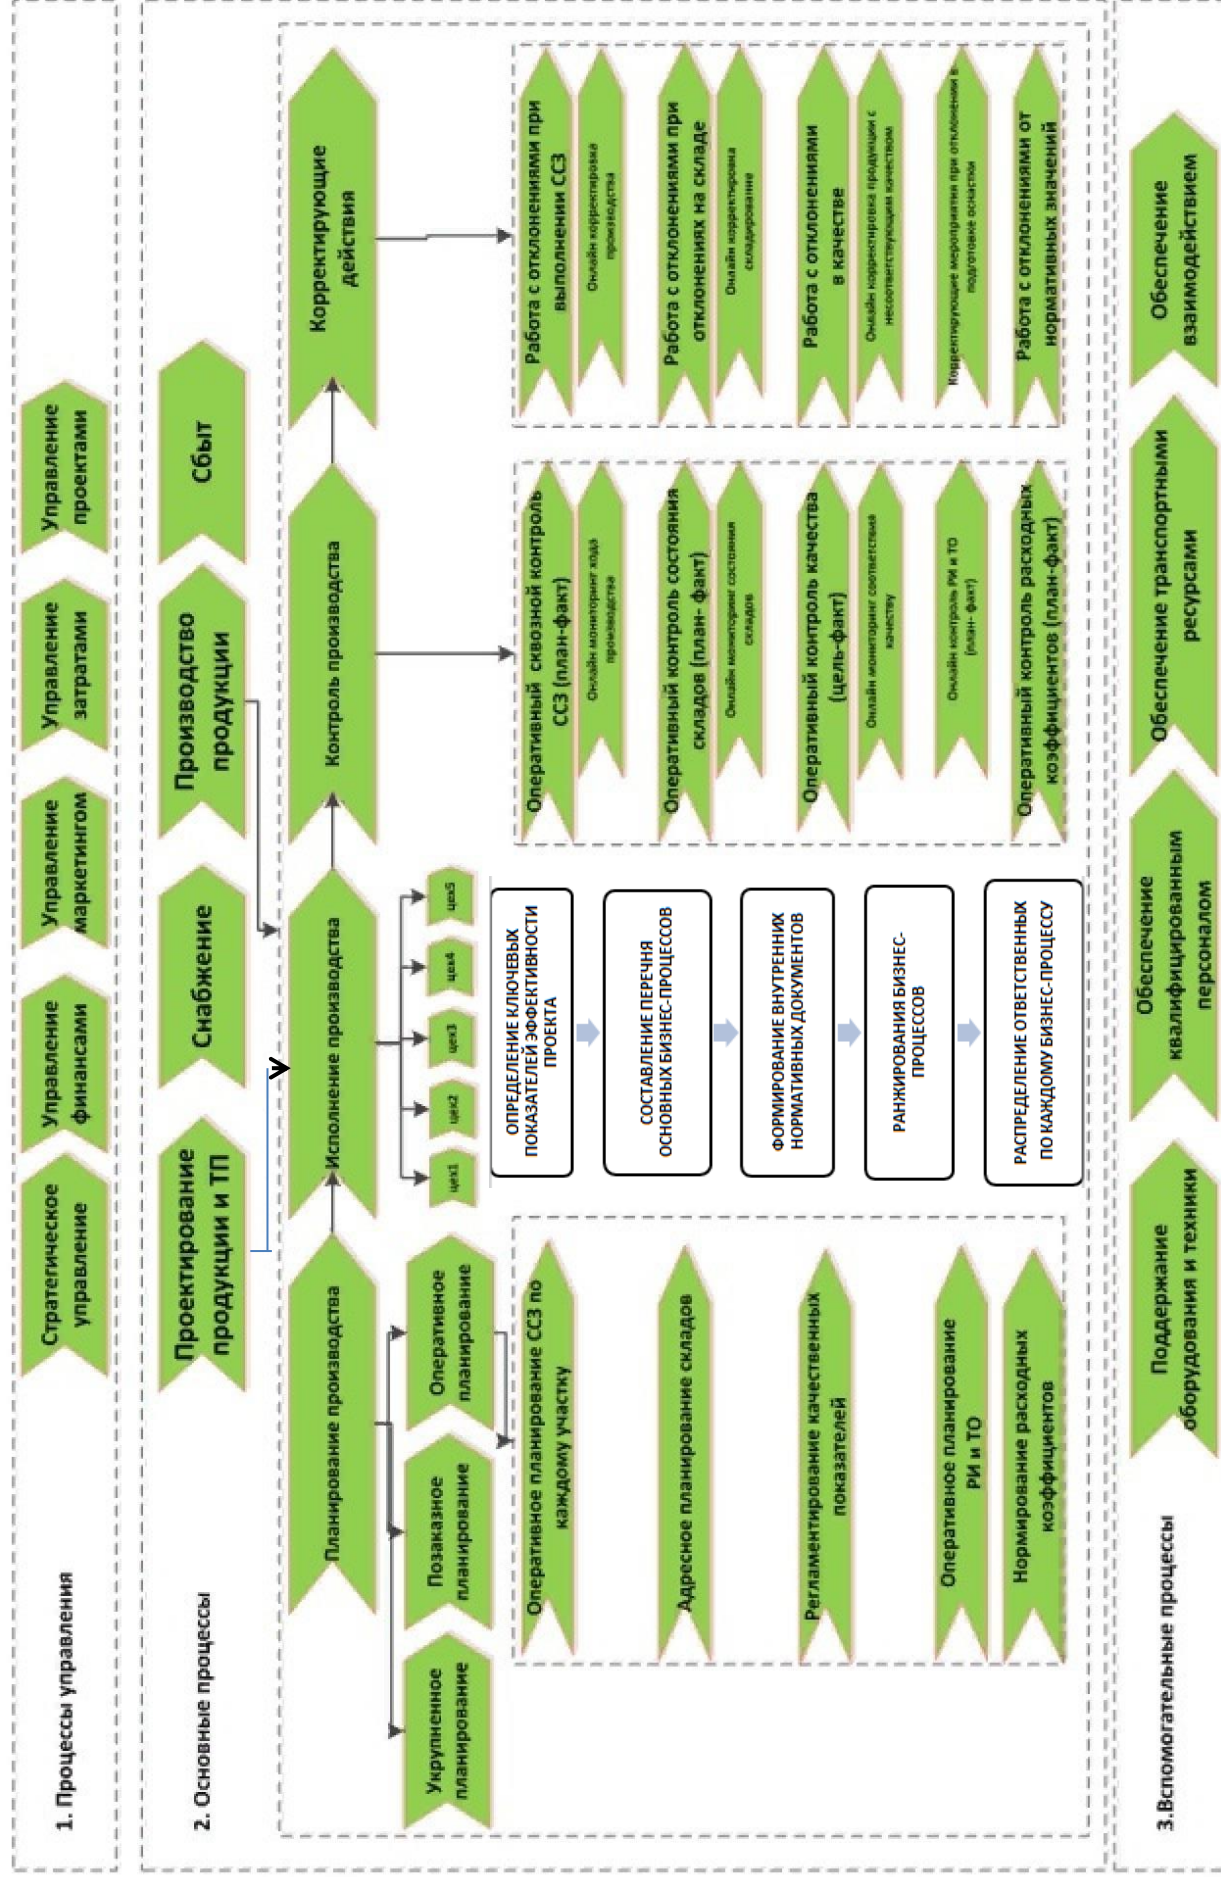 1. Процессы управления
Стратегическое
управление
Управление
финансами
Управление
маркетингом
Управление
затратами
Управление
проектами
2. Основные процессы
Проектирование
продукции и ТП
Снабжение
Производство
продукции
Сбыт
Планирование производства
Исполнение производства
Контроль производства
Корректирующие
действия
Укрупненное
планирование
Позаказное
планирование
Оперативное
планирование
цех1
цех2
цех3
цех4
цех5
Оперативное планирование ССЗ по
каждому участку
Адресное планирование складов
Регламентирование качественных
показателей
Оперативное планирование
РИ и ТО
Нормирование расходных
коэффициентов
ОПРЕДЕЛЕНИЕ КЛЮЧЕВЫХ
ПОКАЗАТЕЛЕЙ ЭФФЕКТИВНОСТИ
ПРОЕКТА
СОСТАВЛЕНИЕ ПЕРЕЧНЯ
ОСНОВНЫХ БИЗНЕС-ПРОЦЕССОВ
ФОРМИРОВАНИЕ ВНУТРЕННИХ
НОРМАТИВНЫХ ДОКУМЕНТОВ
РАНЖИРОВАНИЯ БИЗНЕС-
ПРОЦЕССОВ
РАСПРЕДЕЛЕНИЕ ОТВЕТСТВЕННЫХ
ПО КАЖДОМУ БИЗНЕС-ПРОЦЕССУ
Оперативный сквозной контроль
ССЗ (план-факт)
Онлайн мониторинг хода
производства
Оперативный контроль состояния
складов (план- факт)
Онлайн мониторинг состояния
складов
Оперативный контроль качества
(цель-факт)
Онлайн мониторинг соответствия
качеству
Онлайн контроль РИ и ТО
(план- факт)
Оперативный контроль расходных
коэффициентов (план-факт)
Работа с отклонениями при
выполнении ССЗ
Онлайн корректировка
производства
Работа с отклонениями при
отклонениях на складе
Онлайн корректировка
складирование
Работа с отклонениями
в качестве
Онлайн корректировка продукции с
несоответствующим качеством
Корректирующие мероприятия при отклонении в
подготовке оснастки
Работа с отклонениями от
нормативных значений
3.Вспомогательные процессы
Поддержание
оборудования и техники
Обеспечение
квалифицированным
персоналом
Обеспечение транспортными
ресурсами
Обеспечение
взаимодействием